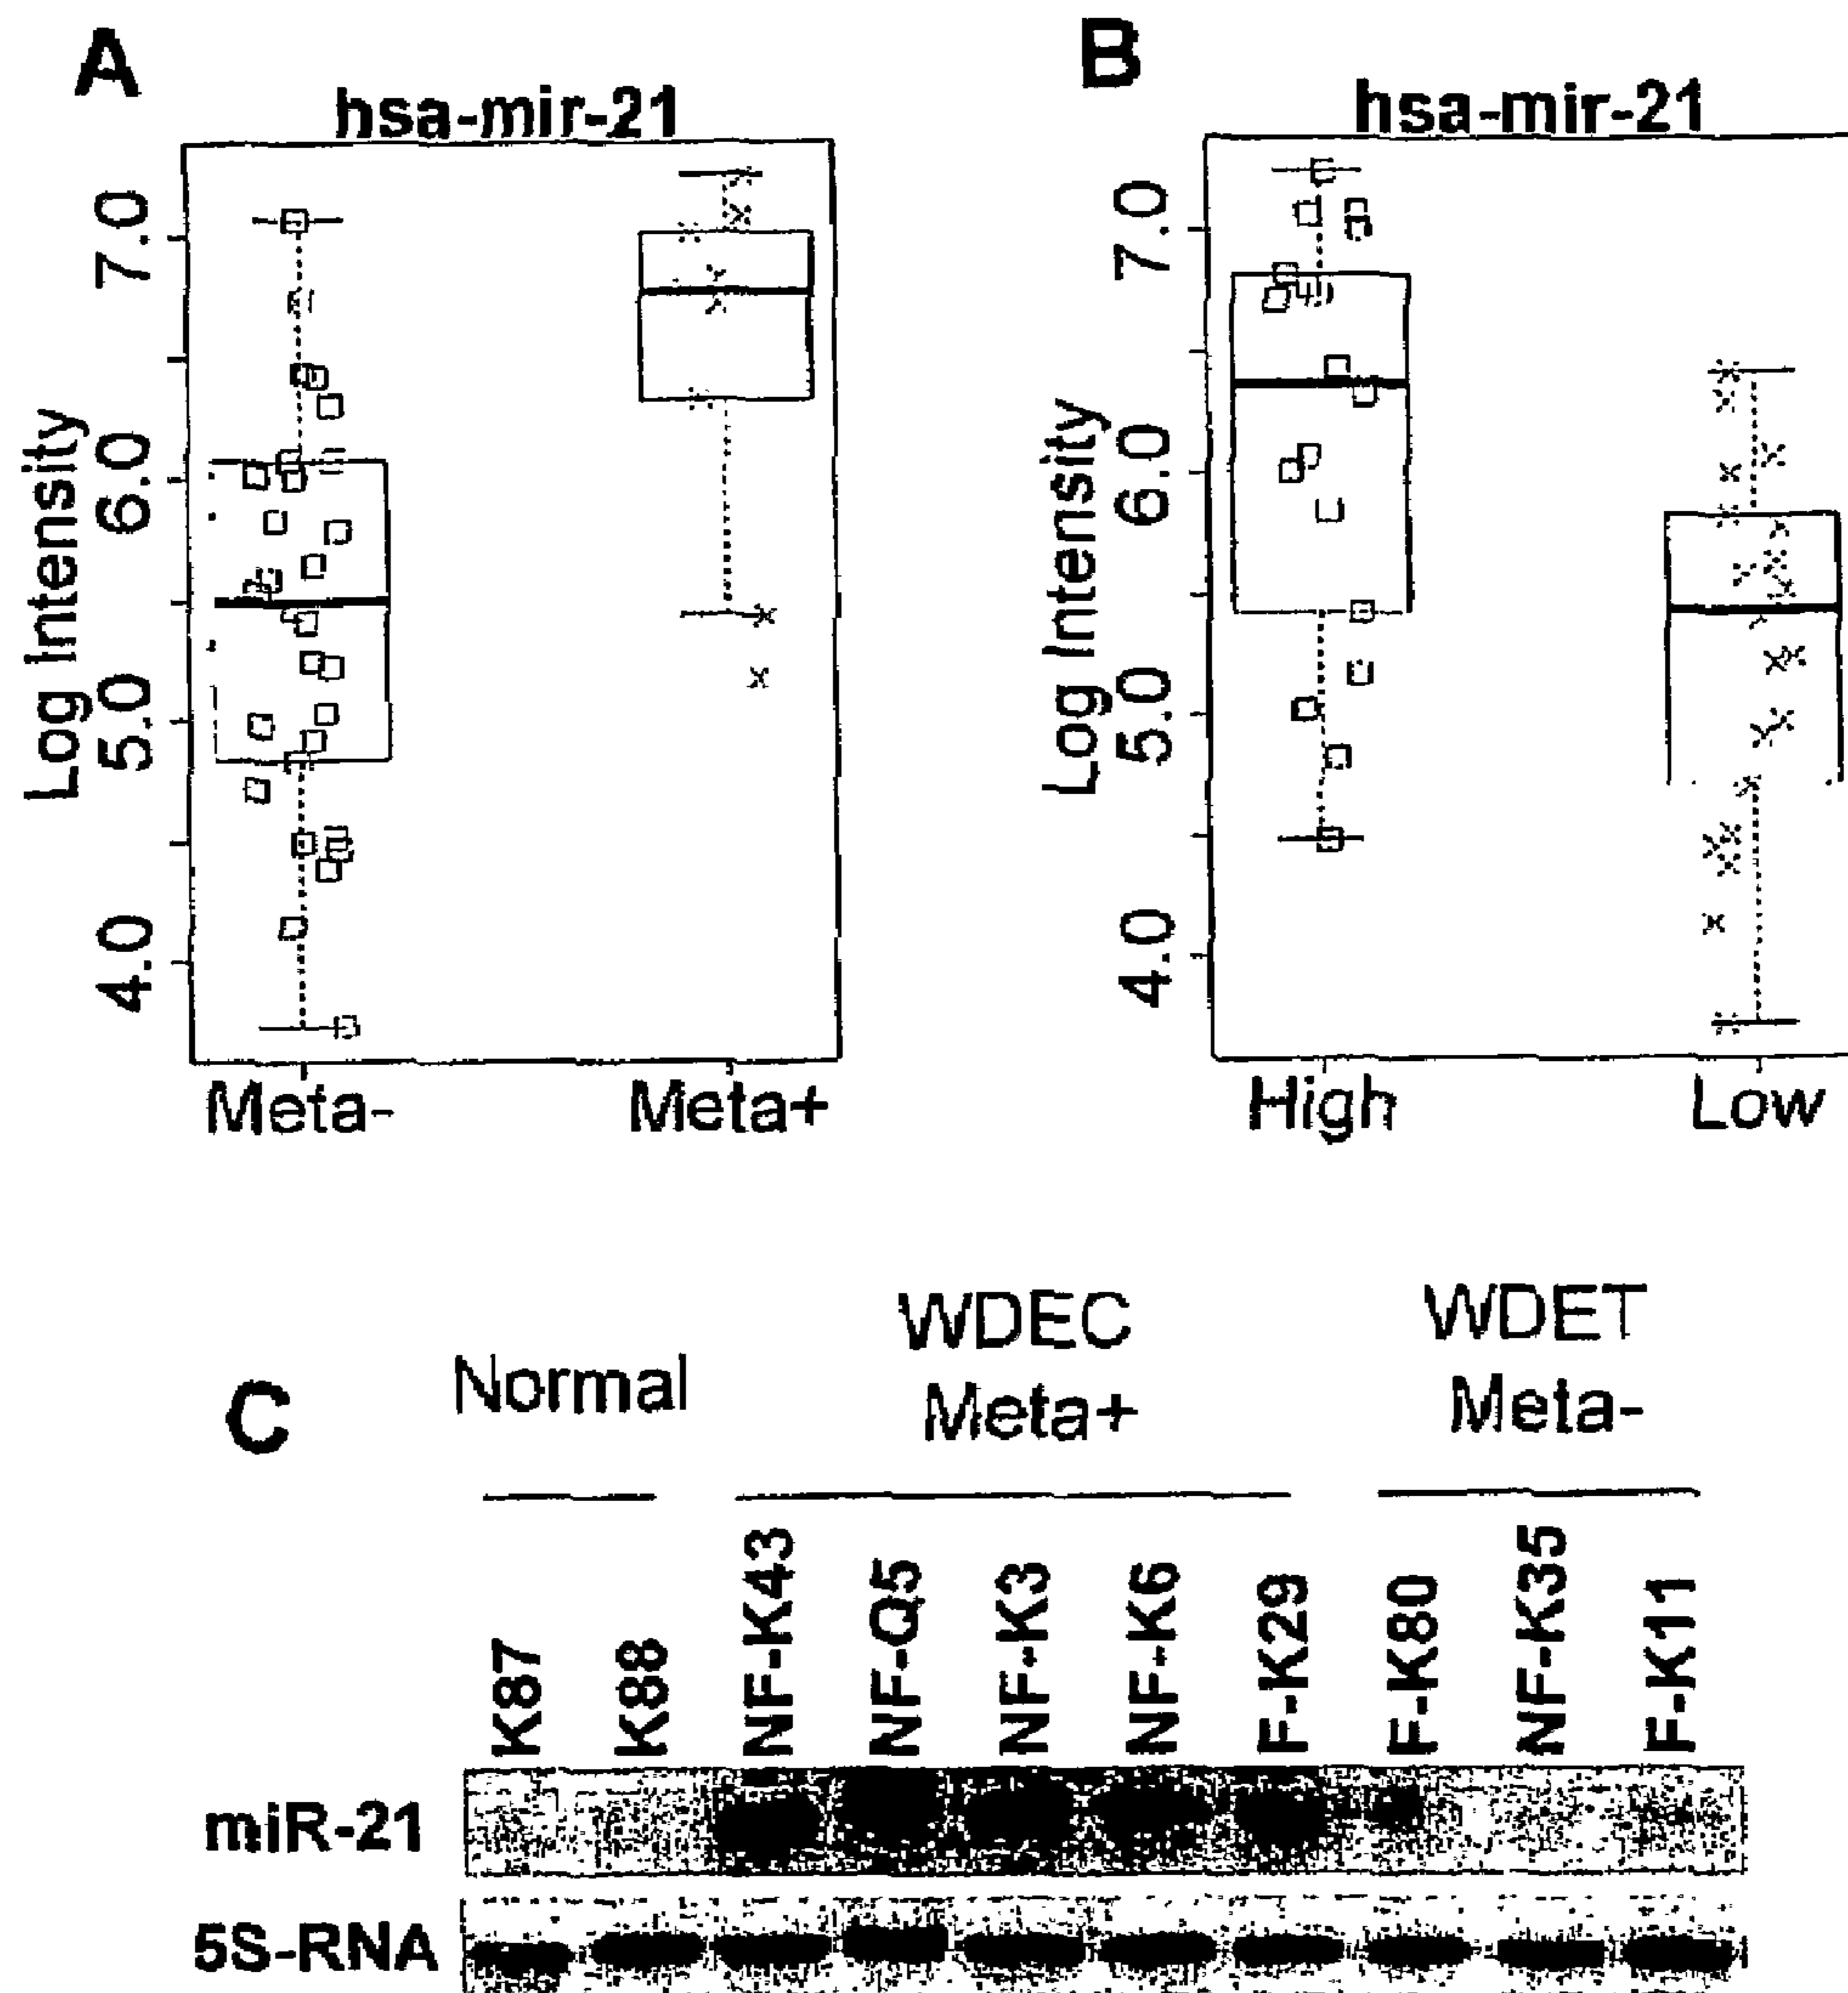 A
hsa-mir-21
Log Intensity
7.0
6.0
5.0
4.0
Meta-
Meta+
B
hsa-mir-21
Log Intensity
7.0
6.0
5.0
4.0
High
Low
C
Normal
WDEC
Meta+
WDET
Meta-
K87
K88
NF-K43
NF-Q5
NF-K3
NF-K6
F-K29
F-K80
NF-K35
F-K11
miR-21
5S-RNA